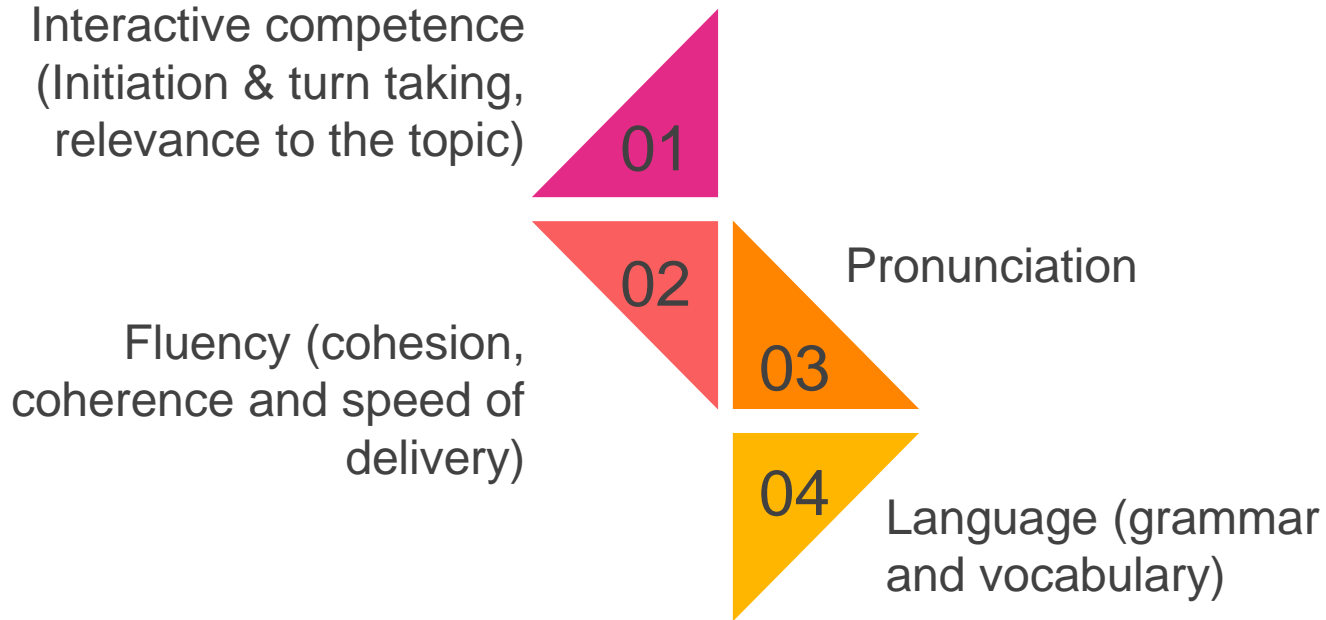 Interactive competence
(Initiation & turn taking,
relevance to the topic)
01
02
Fluency (cohesion,
coherence and speed of
delivery)
Pronunciation
03
04
Language (grammar
and vocabulary)